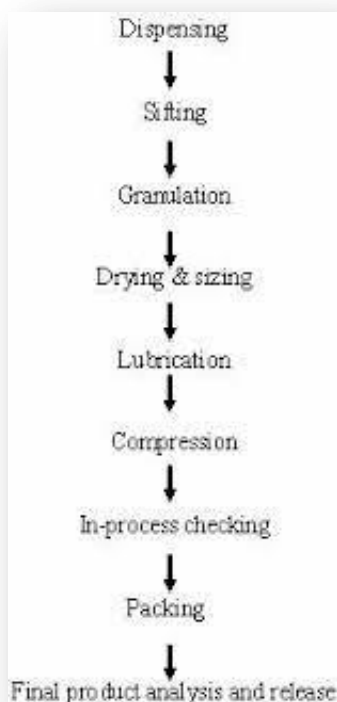 Dispensing
Sifting
Granulation
Drying & sizing
Lubrication
Compression
In-process checking
Packing
Final product analysis and release